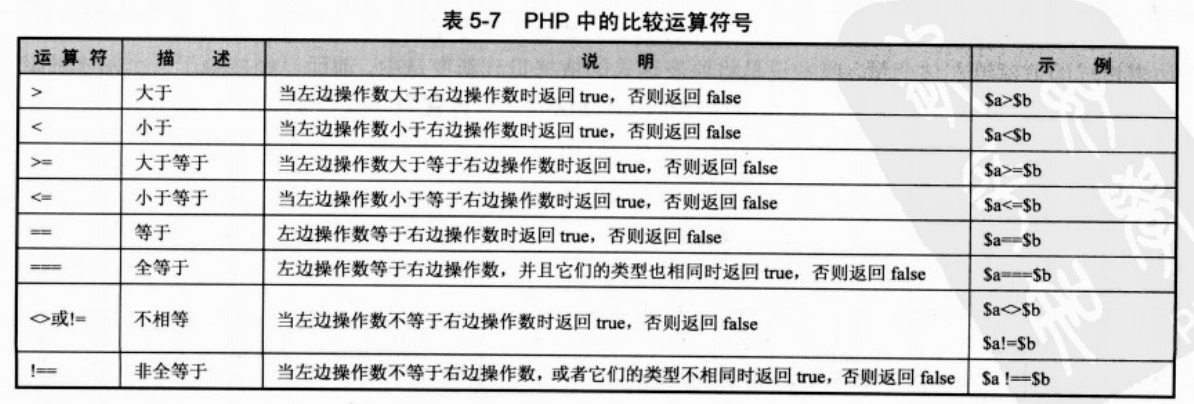 表 5-7 PHP 中的比较运算符号
运 算 符 描 述 说 明 示 例
> 大于 当左边操作数大于右边操作数时返回 true，否则返回 false $a>$b
< 小于 当左边操作数小于右边操作数时返回 true，否则返回 false $a<$b
>= 大于等于 当左边操作数大于等于右边操作数时返回 true，否则返回 false $a>=$b
<= 小于等于 当左边操作数小于等于右边操作数时返回 true，否则返回 false $a<=$b
== 等于 左边操作数等于右边操作数时返回 true，否则返回 false $a==$b
=== 全等于 左边操作数等于右边操作数，并且它们的类型也相同时返回 true，否则返回 false $a===$b
<>或!= 不相等 当左边操作数不等于右边操作数时返回 true，否则返回 false $a<>$b
$a!=$b
!== 非全等于 当左边操作数不等于右边操作数，或者它们的类型不相同时返回 true，否则返回 false $a !==$b